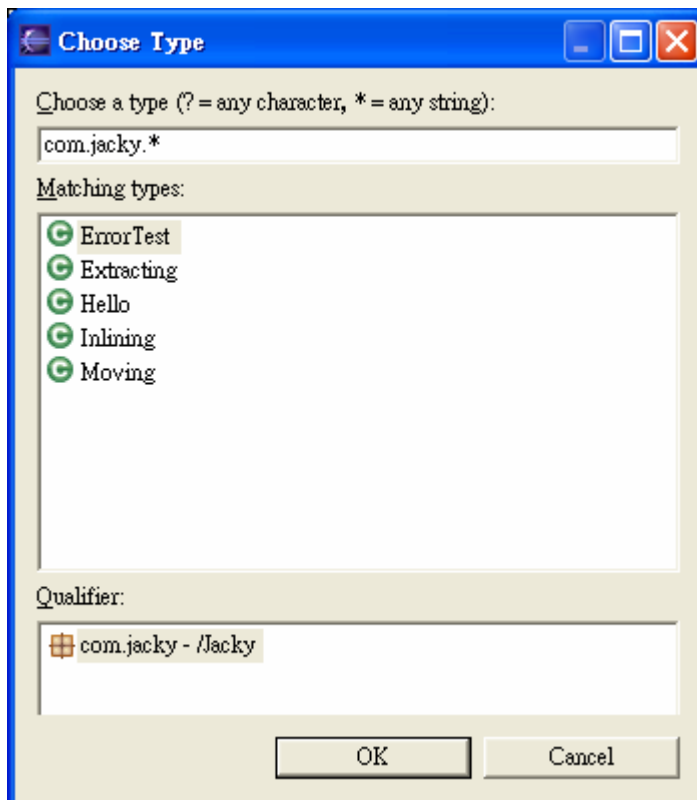 Choose Type
Choose a type (? = any character, * = any string):
com.jacky.*
Matching types:
ErrorTest
Extracting
Hello
Inlining
Moving
Qualifier:
com.jacky - /Jacky
OK
Cancel